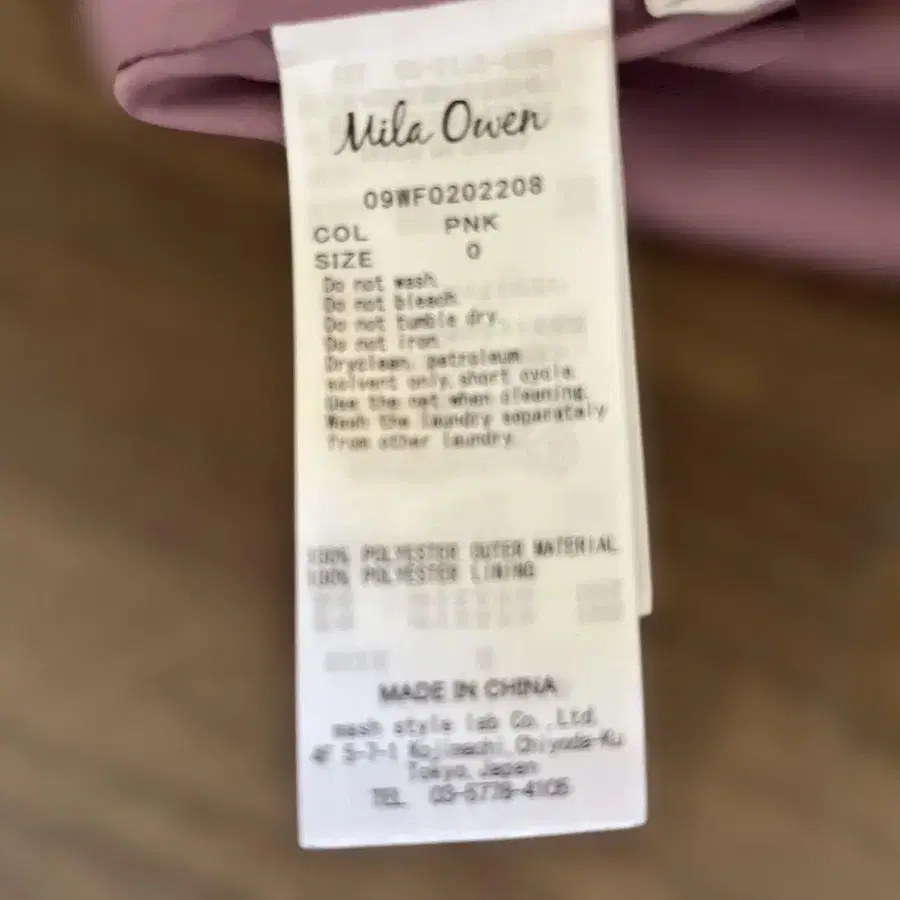 Mila Owen
09WF0202208
COL PNK
SIZE 0
Do not wash.
Do not bleach.
Do not tumble dry.
Do not iron.
Dryclean, petroleum
solvent only, short cycle.
Use the net when cleaning.
Wash the laundry separately
from other laundry.
100% POLYESTER OUTER MATERIAL
100% POLYESTER LINING
MADE IN CHINA
mash style lab Co.,Ltd.
4F 5-7-1 Kojimachi,Chiyoda-Ku
Tokyo,Japan
TEL 03-5778-4106